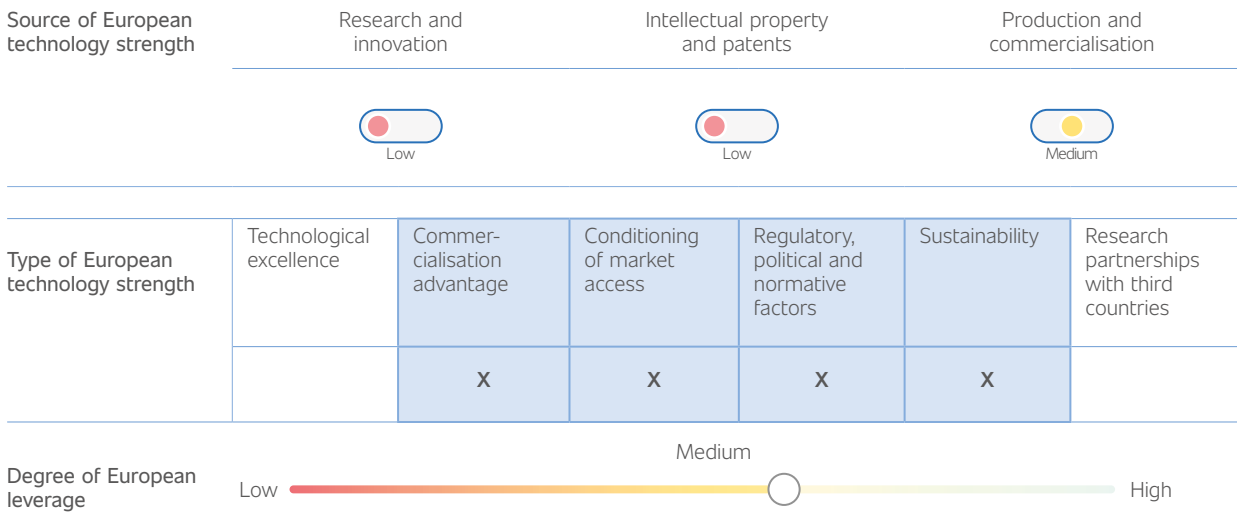 Source of European
technology strength
Research and
innovation
Intellectual property
and patents
Production and
commercialisation
Low
Low
Medium
Type of European
technology strength
Technological
excellence
Commer-
cialisation
advantage
Conditioning
of market
access
Regulatory,
political and
normative
factors
Sustainability
Research
partnerships
with third
countries
X
X
X
X
Degree of European
leverage
Medium
Low
High